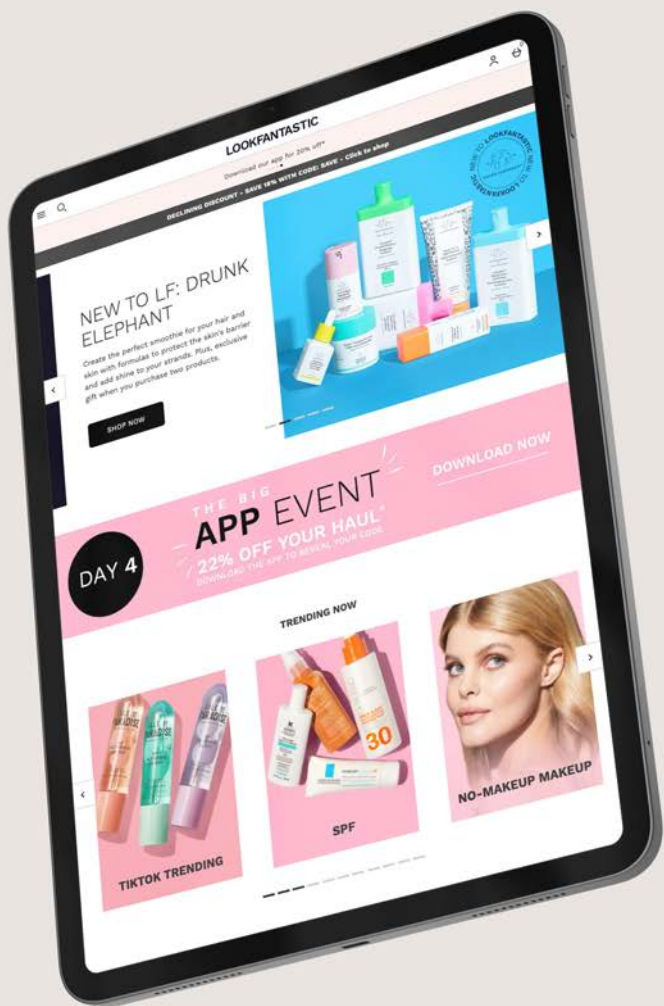 LOOKFANTASTIC
Download our app for 20% off*
DECLINING DISCOUNT - SAVE 18% WITH CODE: SAVE - Click to shop
NEW TO LOOKFANTASTIC NEW TO LOOKFANTASTIC
NEW TO LF: DRUNK
ELEPHANT
Create the perfect smoothie for your hair and
skin with formulas to protect the skin's barrier
and add shine to your strands. Plus, exclusive
gift when you purchase two products.
SHOP NOW
DAY 4
THE BIG
APP EVENT
22% OFF YOUR HAUL*
DOWNLOAD THE APP TO REVEAL YOUR CODE
DOWNLOAD NOW
TRENDING NOW
PARADISE
30
TIKTOK TRENDING
SPF
NO-MAKEUP MAKEUP